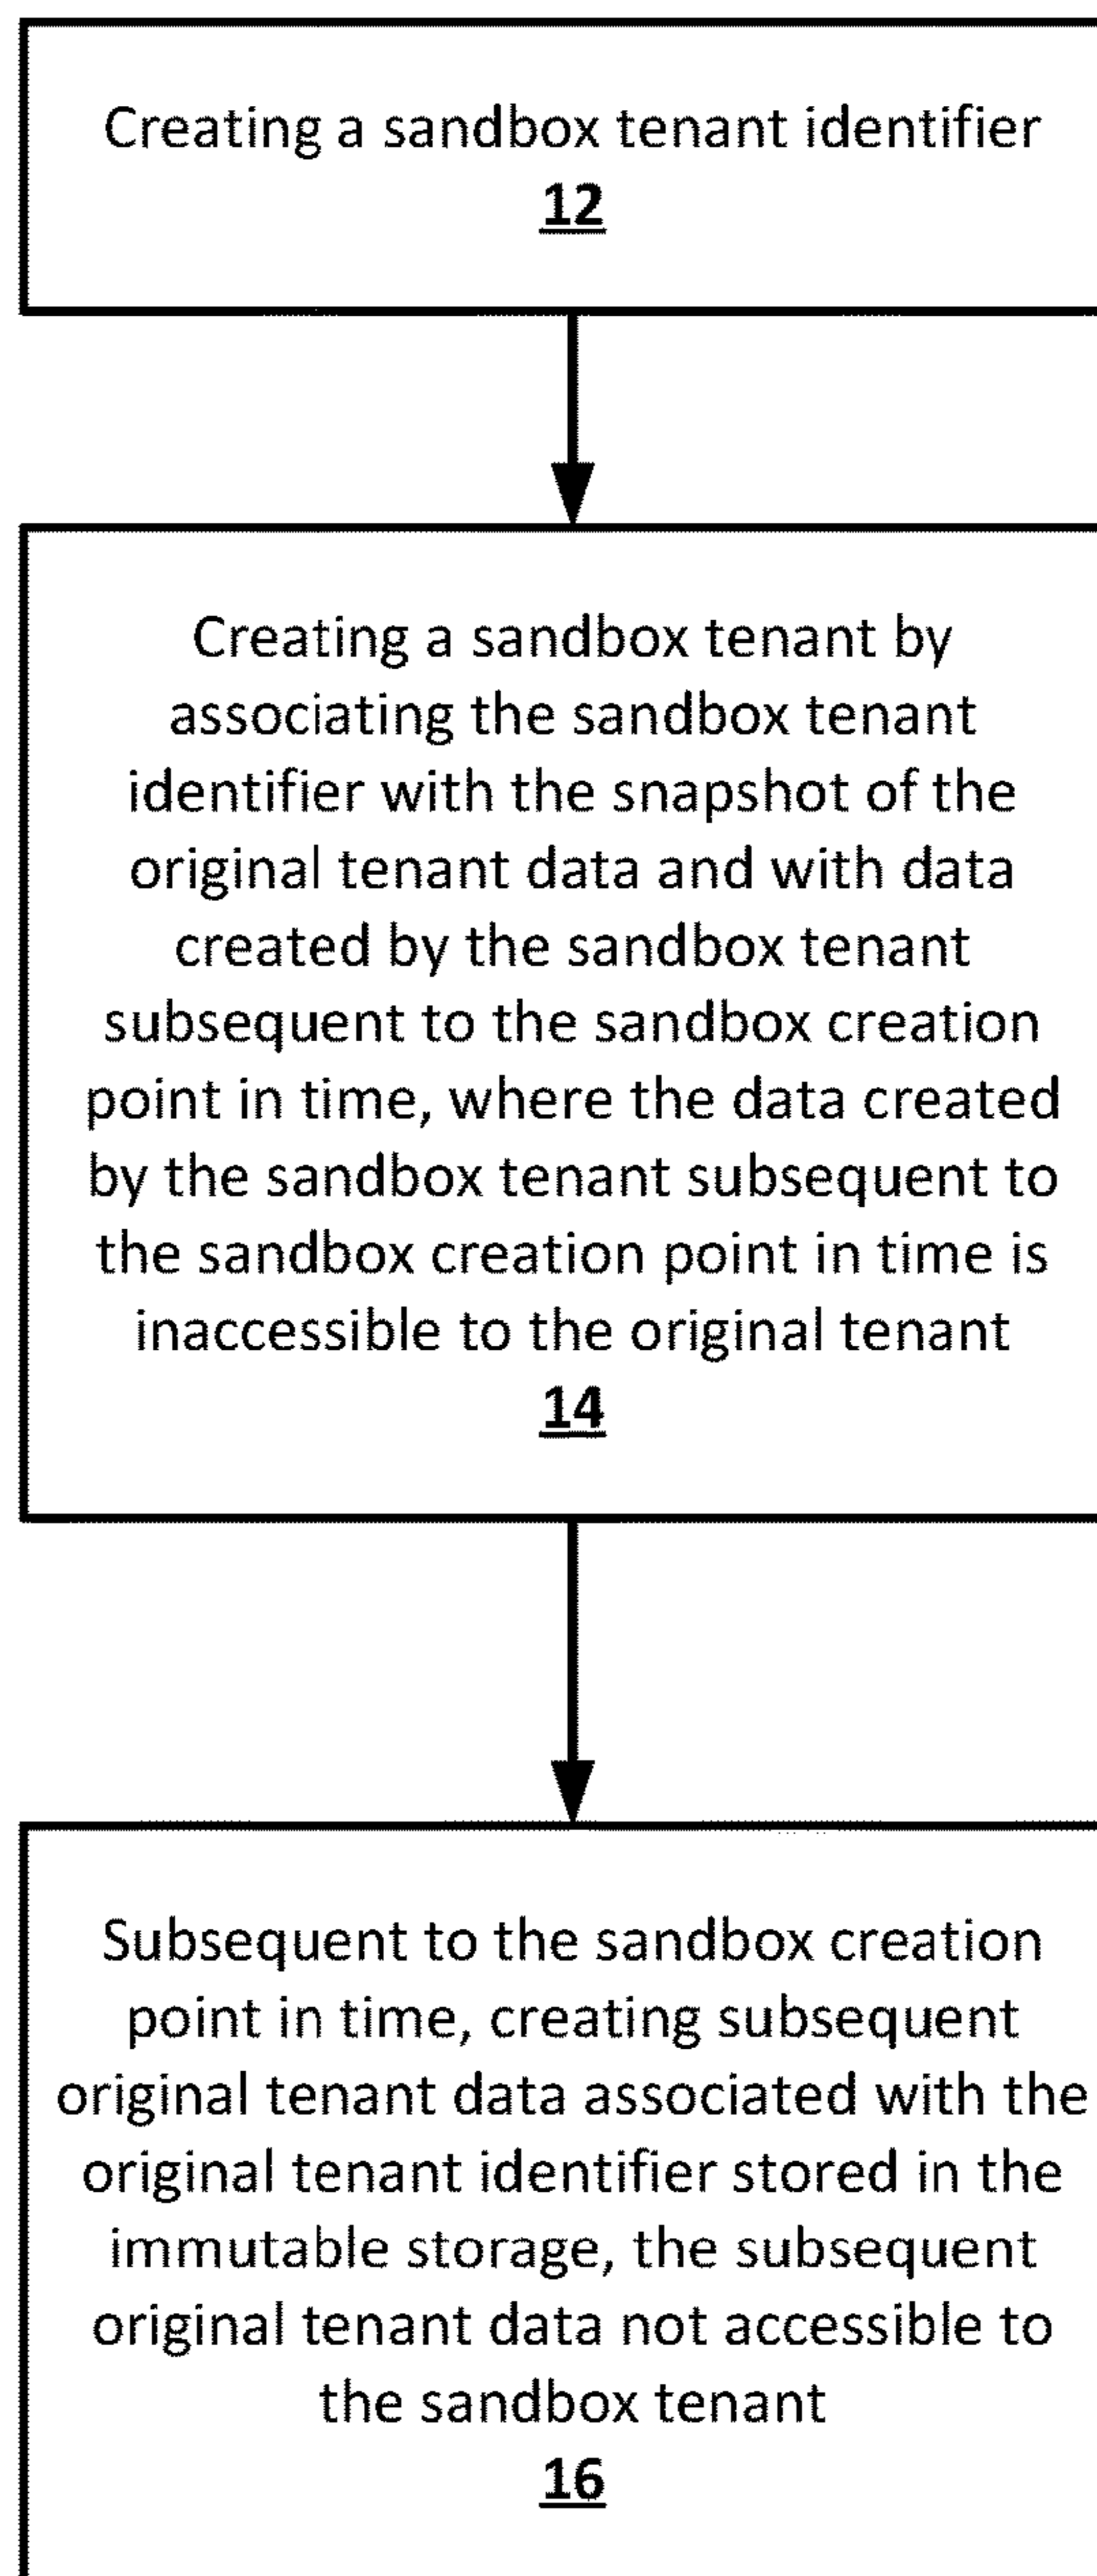 Creating a sandbox tenant identifier
12
Creating a sandbox tenant by
associating the sandbox tenant
identifier with the snapshot of the
original tenant data and with data
created by the sandbox tenant
subsequent to the sandbox creation
point in time, where the data created
by the sandbox tenant subsequent to
the sandbox creation point in time is
inaccessible to the original tenant
14
Subsequent to the sandbox creation
point in time, creating subsequent
original tenant data associated with the
original tenant identifier stored in the
immutable storage, the subsequent
original tenant data not accessible to
the sandbox tenant
16